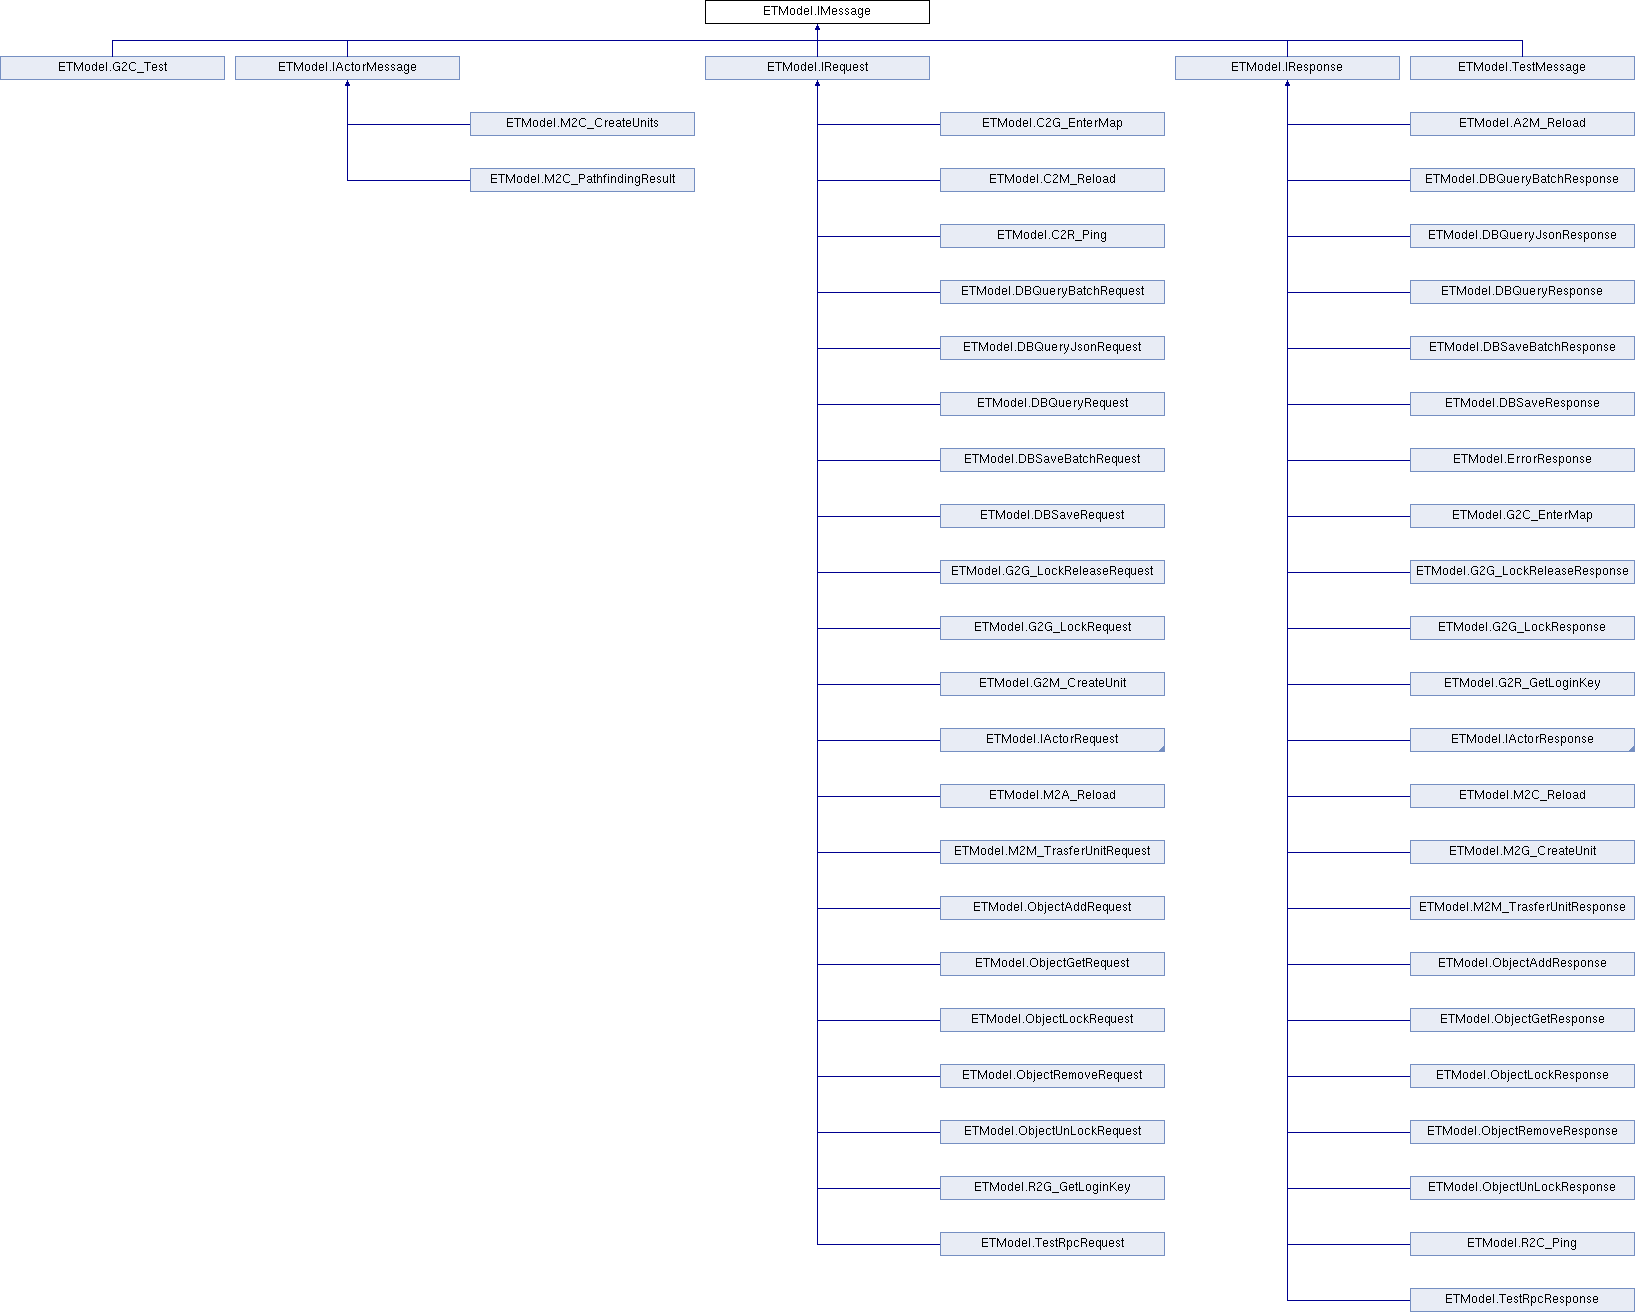 ETModel.IMessage
ETModel.G2C_Test
ETModel.IActorMessage
ETModel.IRequest
ETModel.IResponse
ETModel.TestMessage
ETModel.M2C_CreateUnits
ETModel.C2G_EnterMap
ETModel.A2M_Reload
ETModel.M2C_PathfindingResult
ETModel.C2M_Reload
ETModel.DBQueryBatchResponse
ETModel.C2R_Ping
ETModel.DBQueryJsonResponse
ETModel.DBQueryBatchRequest
ETModel.DBQueryResponse
ETModel.DBQueryJsonRequest
ETModel.DBSaveBatchResponse
ETModel.DBQueryRequest
ETModel.DBSaveResponse
ETModel.DBSaveBatchRequest
ETModel.ErrorResponse
ETModel.DBSaveRequest
ETModel.G2C_EnterMap
ETModel.G2G_LockReleaseRequest
ETModel.G2G_LockReleaseResponse
ETModel.G2G_LockRequest
ETModel.G2G_LockResponse
ETModel.G2M_CreateUnit
ETModel.G2R_GetLoginKey
ETModel.IActorRequest
ETModel.IActorResponse
ETModel.M2A_Reload
ETModel.M2C_Reload
ETModel.M2M_TrasferUnitRequest
ETModel.M2G_CreateUnit
ETModel.ObjectAddRequest
ETModel.M2M_TrasferUnitResponse
ETModel.ObjectGetRequest
ETModel.ObjectAddResponse
ETModel.ObjectLockRequest
ETModel.ObjectGetResponse
ETModel.ObjectRemoveRequest
ETModel.ObjectLockResponse
ETModel.ObjectUnLockRequest
ETModel.ObjectRemoveResponse
ETModel.R2G_GetLoginKey
ETModel.ObjectUnLockResponse
ETModel.TestRpcRequest
ETModel.R2C_Ping
ETModel.TestRpcResponse